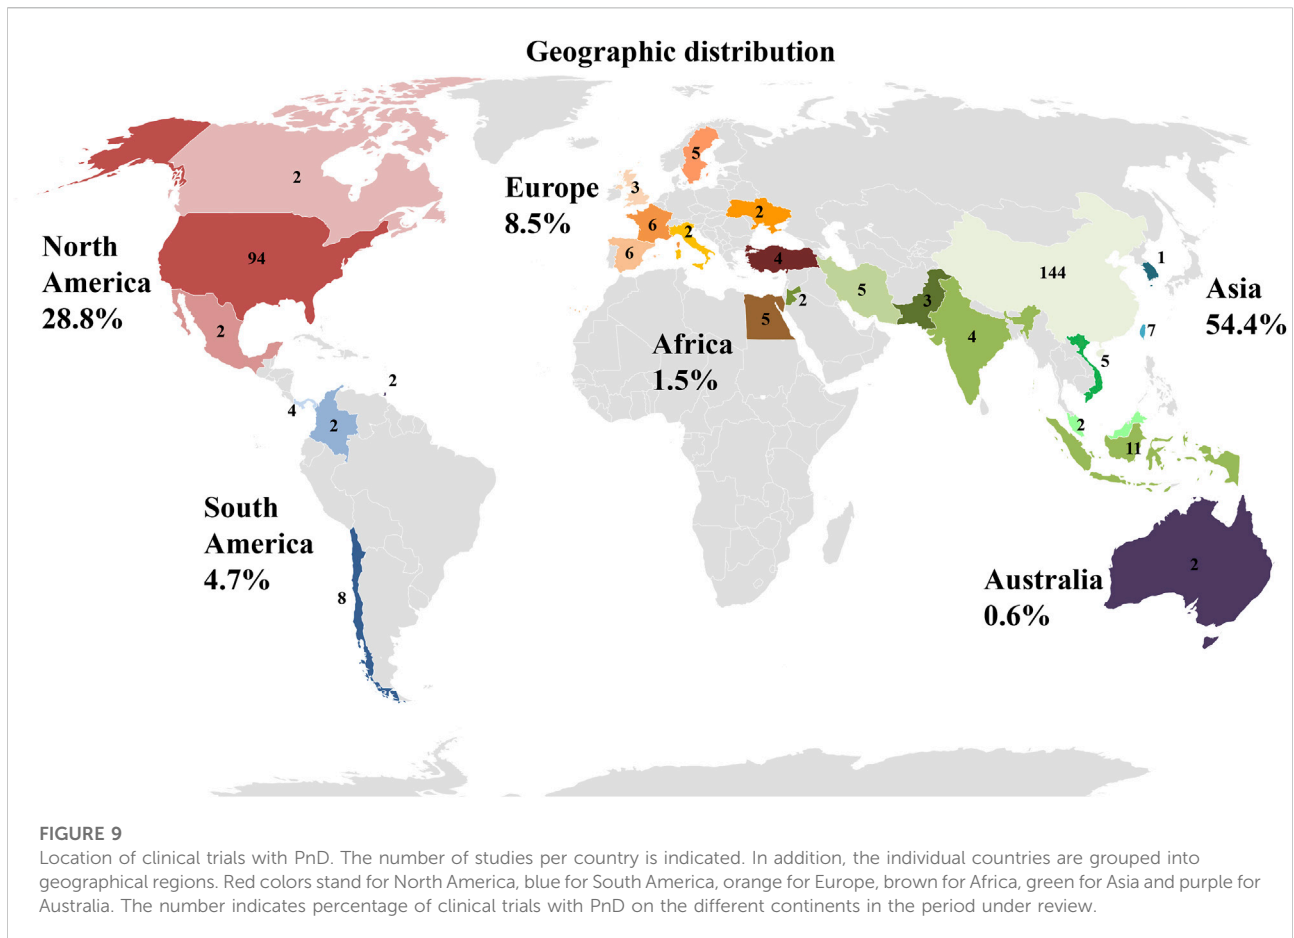 Geographic distribution
2
94
2
North
America
28.8%
5
3
Europe
8.5%
6
6
2
2
4
5
2
3
4
144
1
7
5
Asia
54.4%
5
Africa
1.5%
2
4
2
2
11
South
America
4.7%
8
2
Australia
0.6%
FIGURE 9
Location of clinical trials with PnD. The number of studies per country is indicated. In addition, the individual countries are grouped into
geographical regions. Red colors stand for North America, blue for South America, orange for Europe, brown for Africa, green for Asia and purple for
Australia. The number indicates percentage of clinical trials with PnD on the different continents in the period under review.